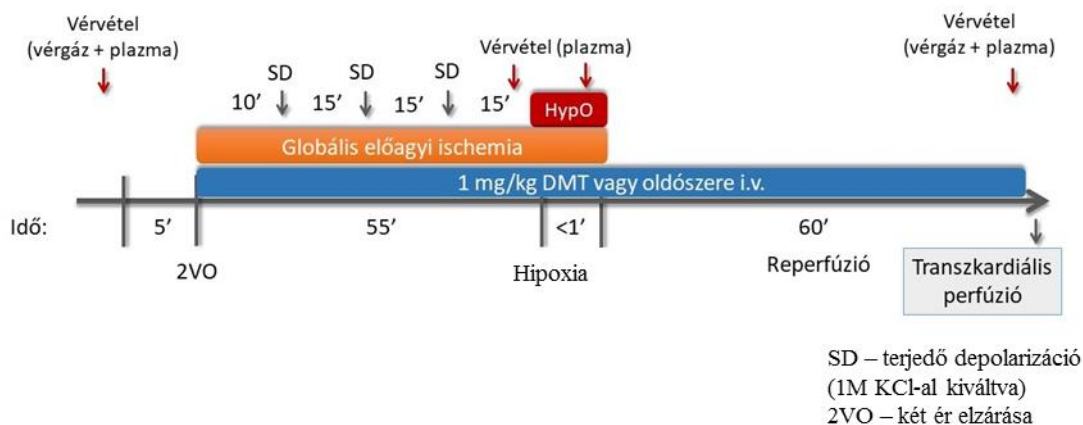 Vérvétel
(vérgáz + plazma)
Vérvétel (plazma)
Vérvétel
(vérgáz + plazma)
SD
SD
SD
10’
15’
15’
15’
HypO
Globális előagyi ischemia
1 mg/kg DMT vagy oldószere i.v.
Idő:
5’
55’
<1’
60’
2VO
Hipoxia
Reperfúzió
Transzkardiális
perfúzió
SD – terjedő depolarizáció
(1M KCl-al kiváltva)
2VO – két ér elzárása